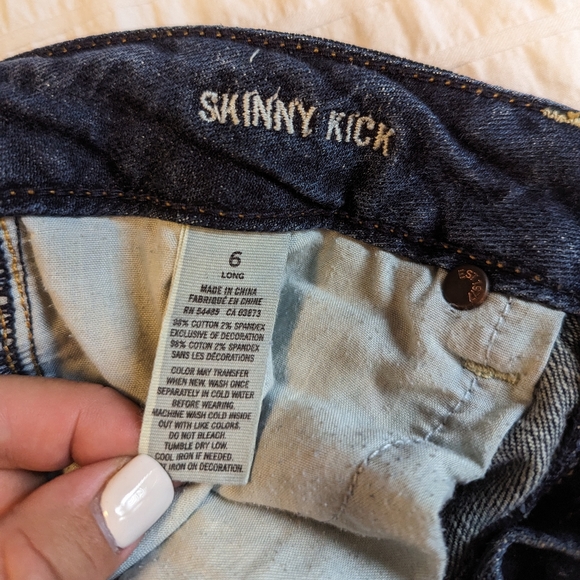 SKINNY KICK
6
LONG
MADE IN CHINA
FABRIQUÉ EN CHINE
RN 54485 CA 03873
98% COTTON 2% SPANDEX
EXCLUSIVE OF DECORATION
98% COTTON 2% SPANDEX
SANS LES DÉCORATIONS
COLOR MAY TRANSFER
WHEN NEW. WASH ONCE
SEPARATELY IN COLD WATER
BEFORE WEARING.
MACHINE WASH COLD INSIDE
OUT WITH LIKE COLORS.
DO NOT BLEACH.
TUMBLE DRY LOW.
COOL IRON IF NEEDED.
IRON ON DECORATION.